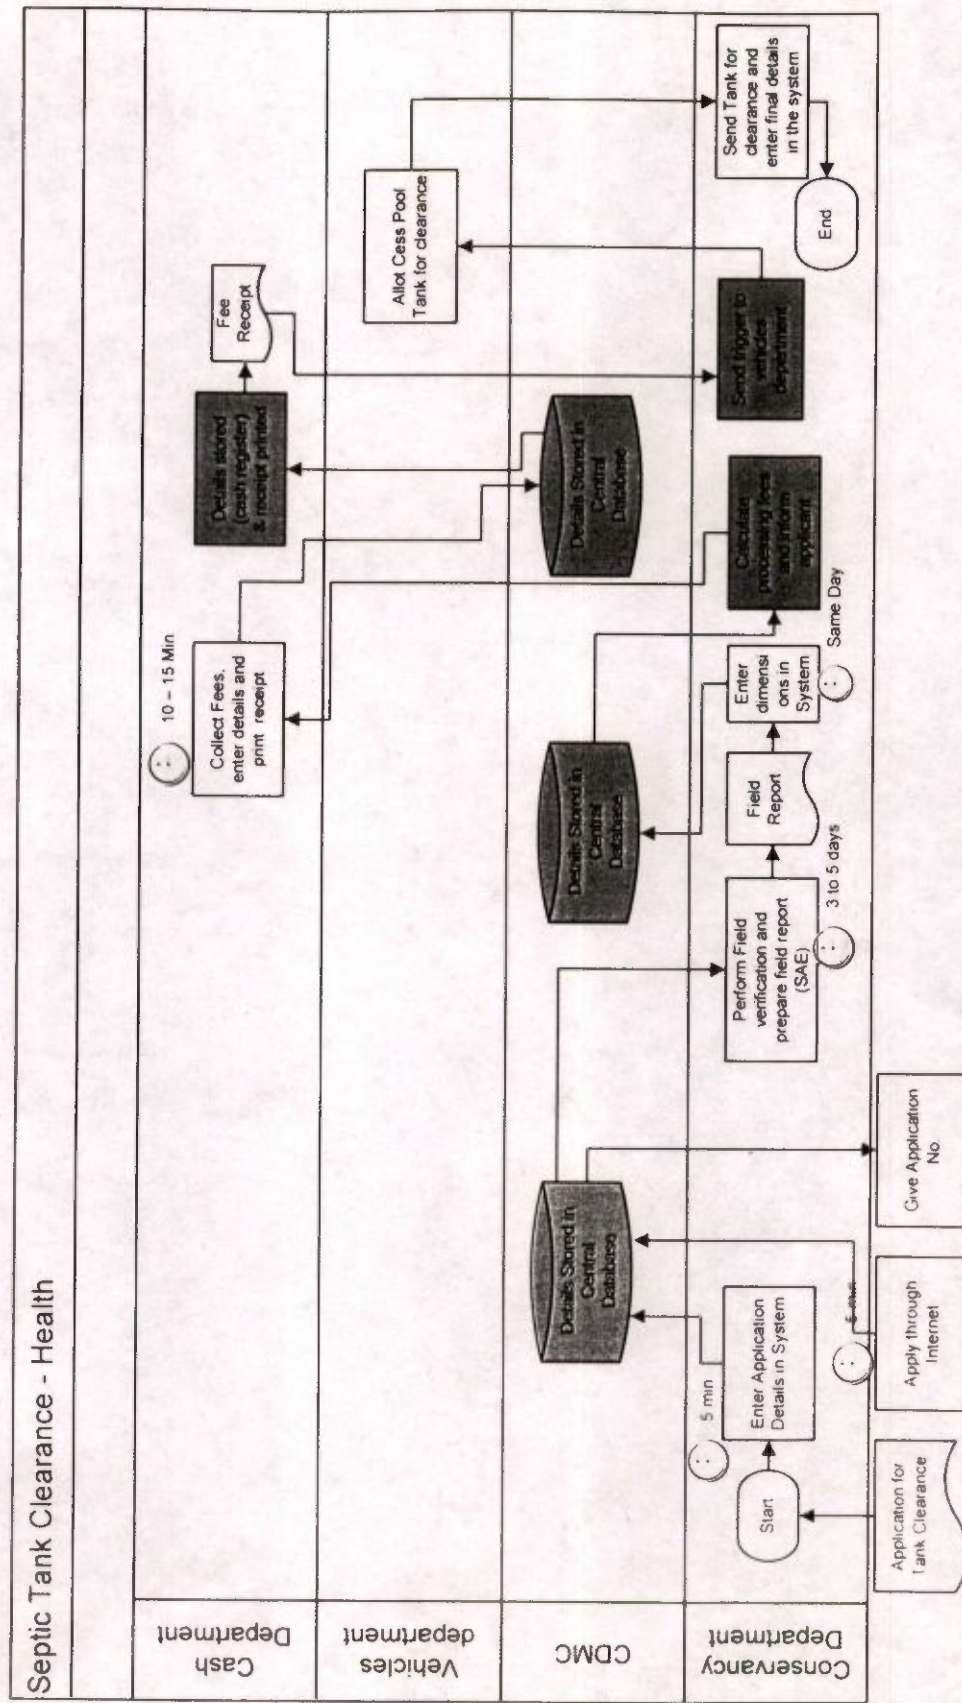 Septic Tank Clearance - Health
Cash
Department
Vehicles
department
CDMC
Conservancy
Department
10 – 15 Min
Collect Fees,
enter details and
print receipt
Details stored
(cash register)
& receipt printed
Fee
Receipt
Allot Cess Pool
Tank for clearance
Details Stored in
Central
Database
Details Stored in
Central
Database
Details Stored in
Central
Database
5 min
Start
Enter Application
Details in System
Perform Field
verification and
prepare field report
(SAE)
3 to 5 days
Field
Report
Enter
dimensi
ons in
System
Same Day
Calculate
processing fees
and inform
applicant
Send trigger to
vehicles
department
Send Tank for
clearance and
enter final details
in the system
End
Application for
Tank Clearance
Apply through
Internet
5 min
Give Application
No.